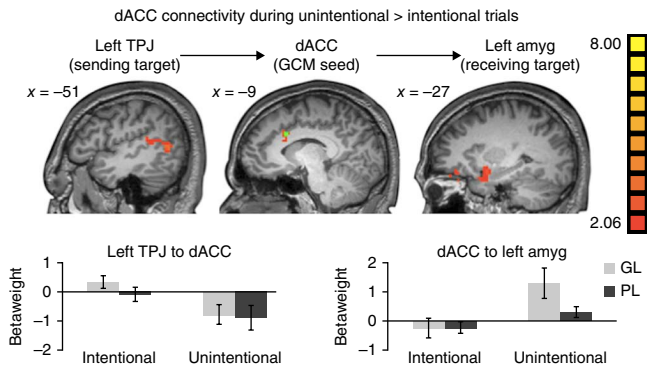 dACC connectivity during unintentional > intentional trials
Left TPJ
(sending target)
dACC
(GCM seed)
Left amyg
(receiving target)
x = −51
x = −9
x = −27
8.00
2.06
Left TPJ to dACC
Betaweight
1
0
−1
−2
Intentional
Unintentional
dACC to left amyg
Betaweight
2
1
0
−1
Intentional
Unintentional
GL
PL